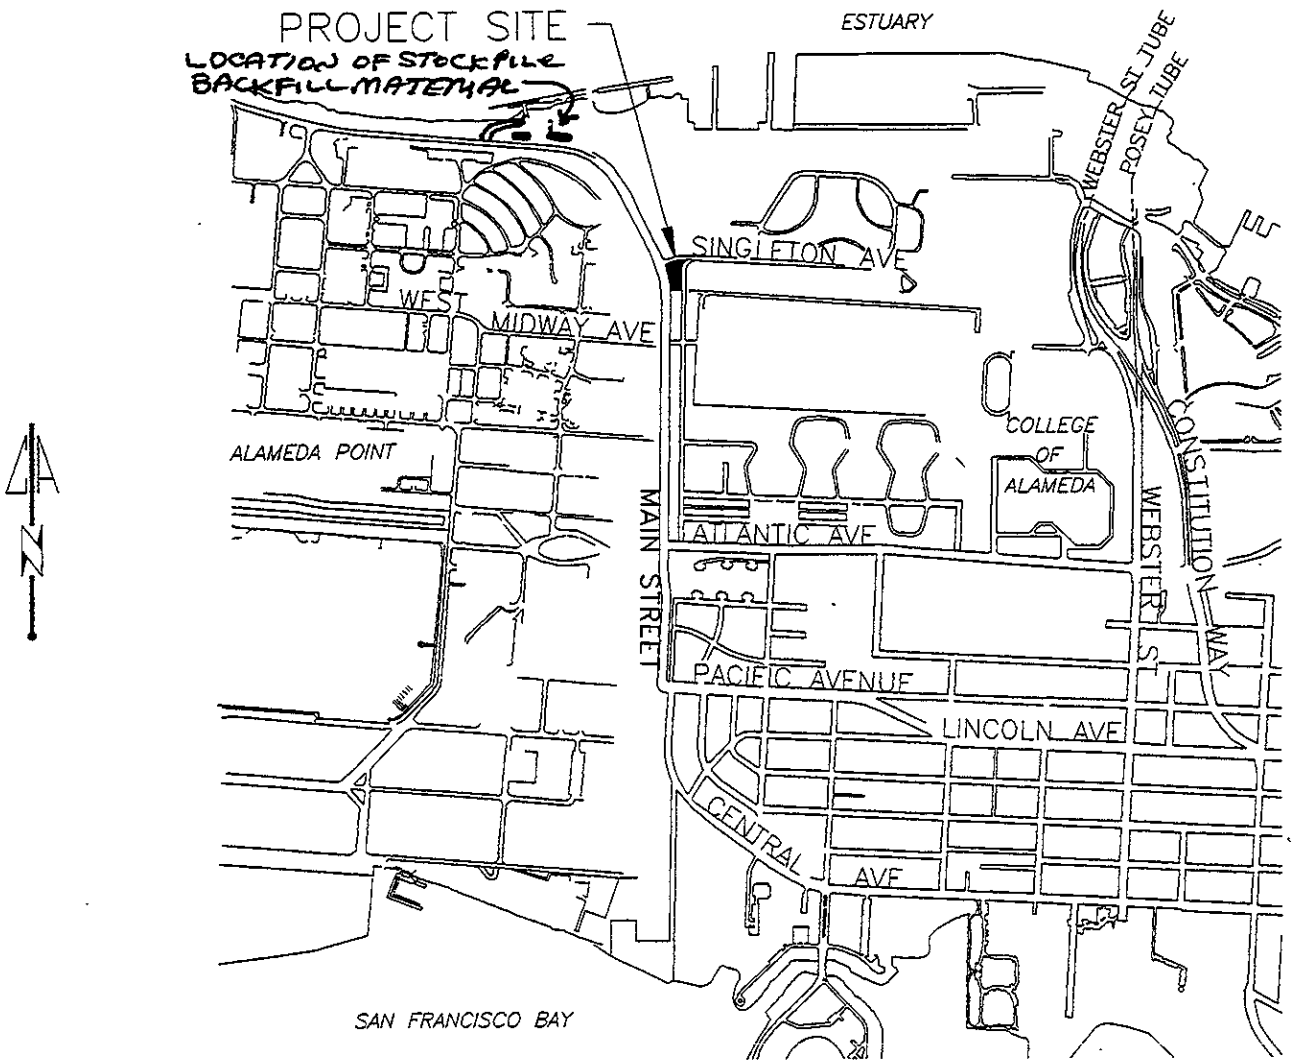 PROJECT SITE
ESTUARY
LOCATION OF STOCKPILE
BACKFILL MATERIAL
WEBSTER ST TUBE
POSEY TUBE
SINGLETON AVE
WEST
MIDWAY AVE
ALAMEDA POINT
COLLEGE
OF
ALAMEDA
CONSTITUTION WAY
N
MAIN STREET
WEBSTER ST
ATLANTIC AVE
PACIFIC AVENUE
LINCOLN AVE
CENTRAL AVE
SAN FRANCISCO BAY